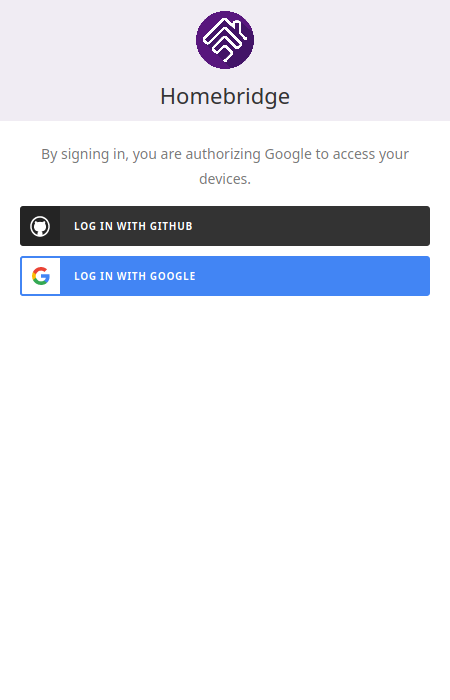 Homebridge
By signing in, you are authorizing Google to access your
devices.
LOG IN WITH GITHUB
LOG IN WITH GOOGLE